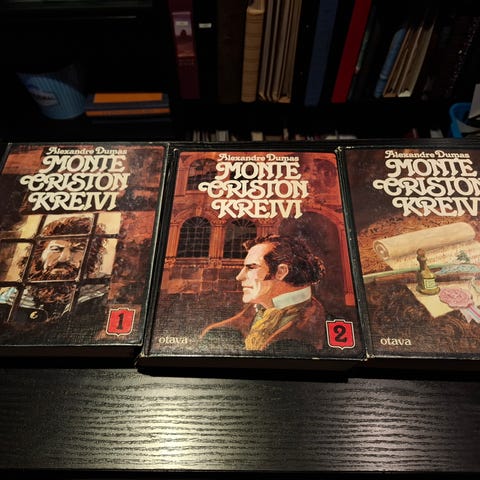 Alexandre Dumas
MONTE
CRISTON
KREIVI
1
Alexandre Dumas
MONTE
CRISTON
KREIVI
otava
2
Alexandre Dumas
MONTE
CRISTON
KREIVI
otava